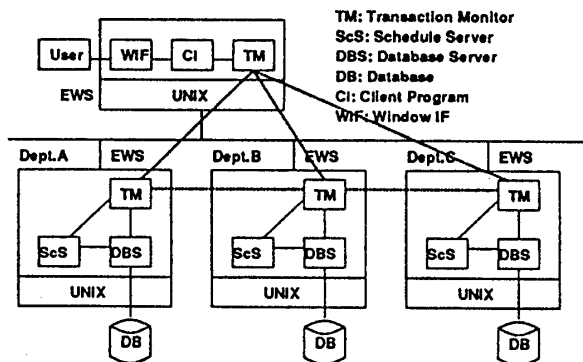 TM: Transaction Monitor
ScS: Schedule Server
DBS: Database Server
DB: Database
CI: Client Program
WIF: Window IF
User
WIF
CI
TM
EWS
UNIX
Dept.A
EWS
Dept.B
EWS
Dept.C
EWS
TM
TM
TM
ScS
DBS
ScS
DBS
ScS
DBS
UNIX
UNIX
UNIX
DB
DB
DB